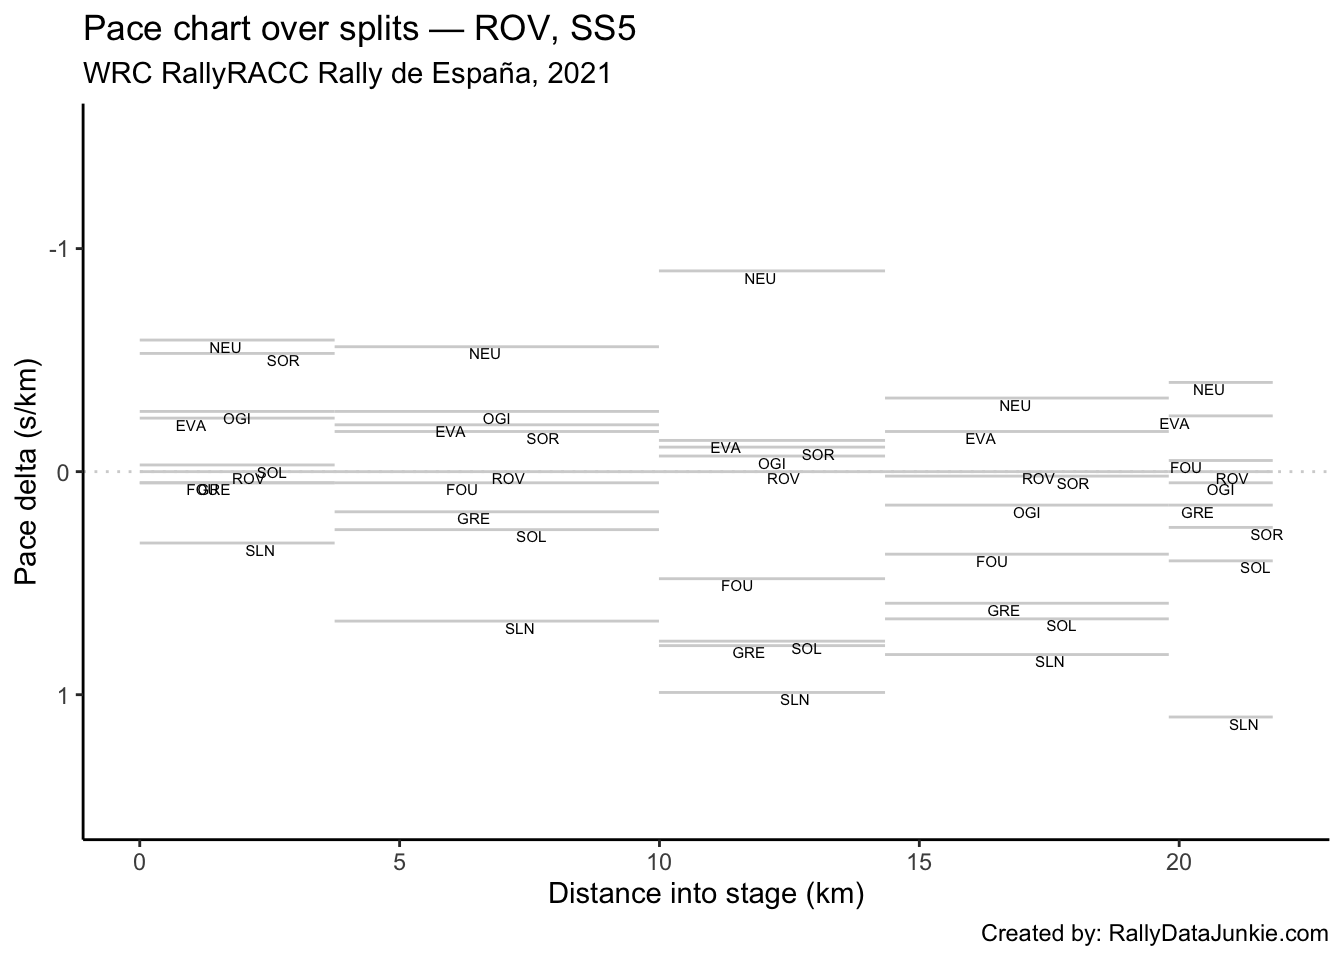 Pace chart over splits — ROV, SS5
WRC RallyRACC Rally de España, 2021
Pace delta (s/km)
-1
0
1
NEU
SOR
OGI
EVA
SOL
ROV
FOU
GRE
SLN
NEU
OGI
EVA
SOR
ROV
FOU
GRE
SOL
SLN
NEU
EVA
SOR
OGI
ROV
FOU
SOL
GRE
SLN
NEU
EVA
ROV
SOR
OGI
FOU
GRE
SOL
SLN
NEU
EVA
FOU
ROV
OGI
GRE
SOR
SOL
SLN
0 5 10 15 20
Distance into stage (km)
Created by: RallyDataJunkie.com